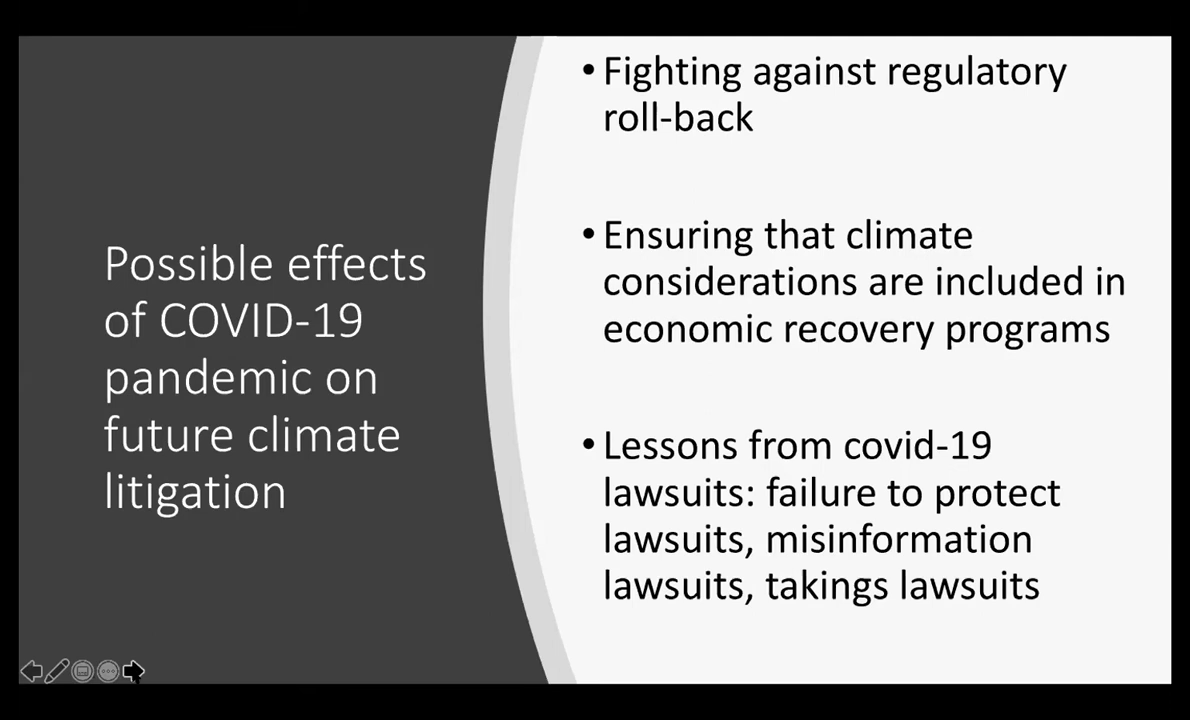 Possible effects
of COVID-19
pandemic on
future climate
litigation
•Fighting against regulatory
roll-back
•Ensuring that climate
considerations are included in
economic recovery programs
•Lessons from covid-19
lawsuits: failure to protect
lawsuits, misinformation
lawsuits, takings lawsuits